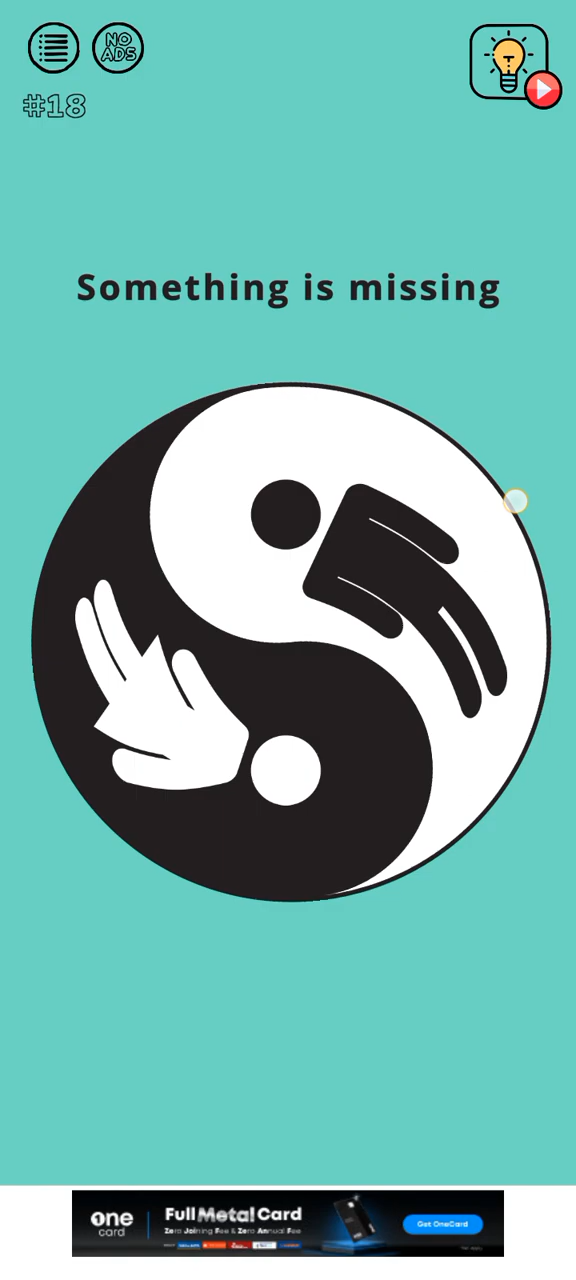 NO
ADS
#18
Something is missing
one
card
Full Metal Card
Zero Joining Fee & Zero Annual Fee
Get OneCard